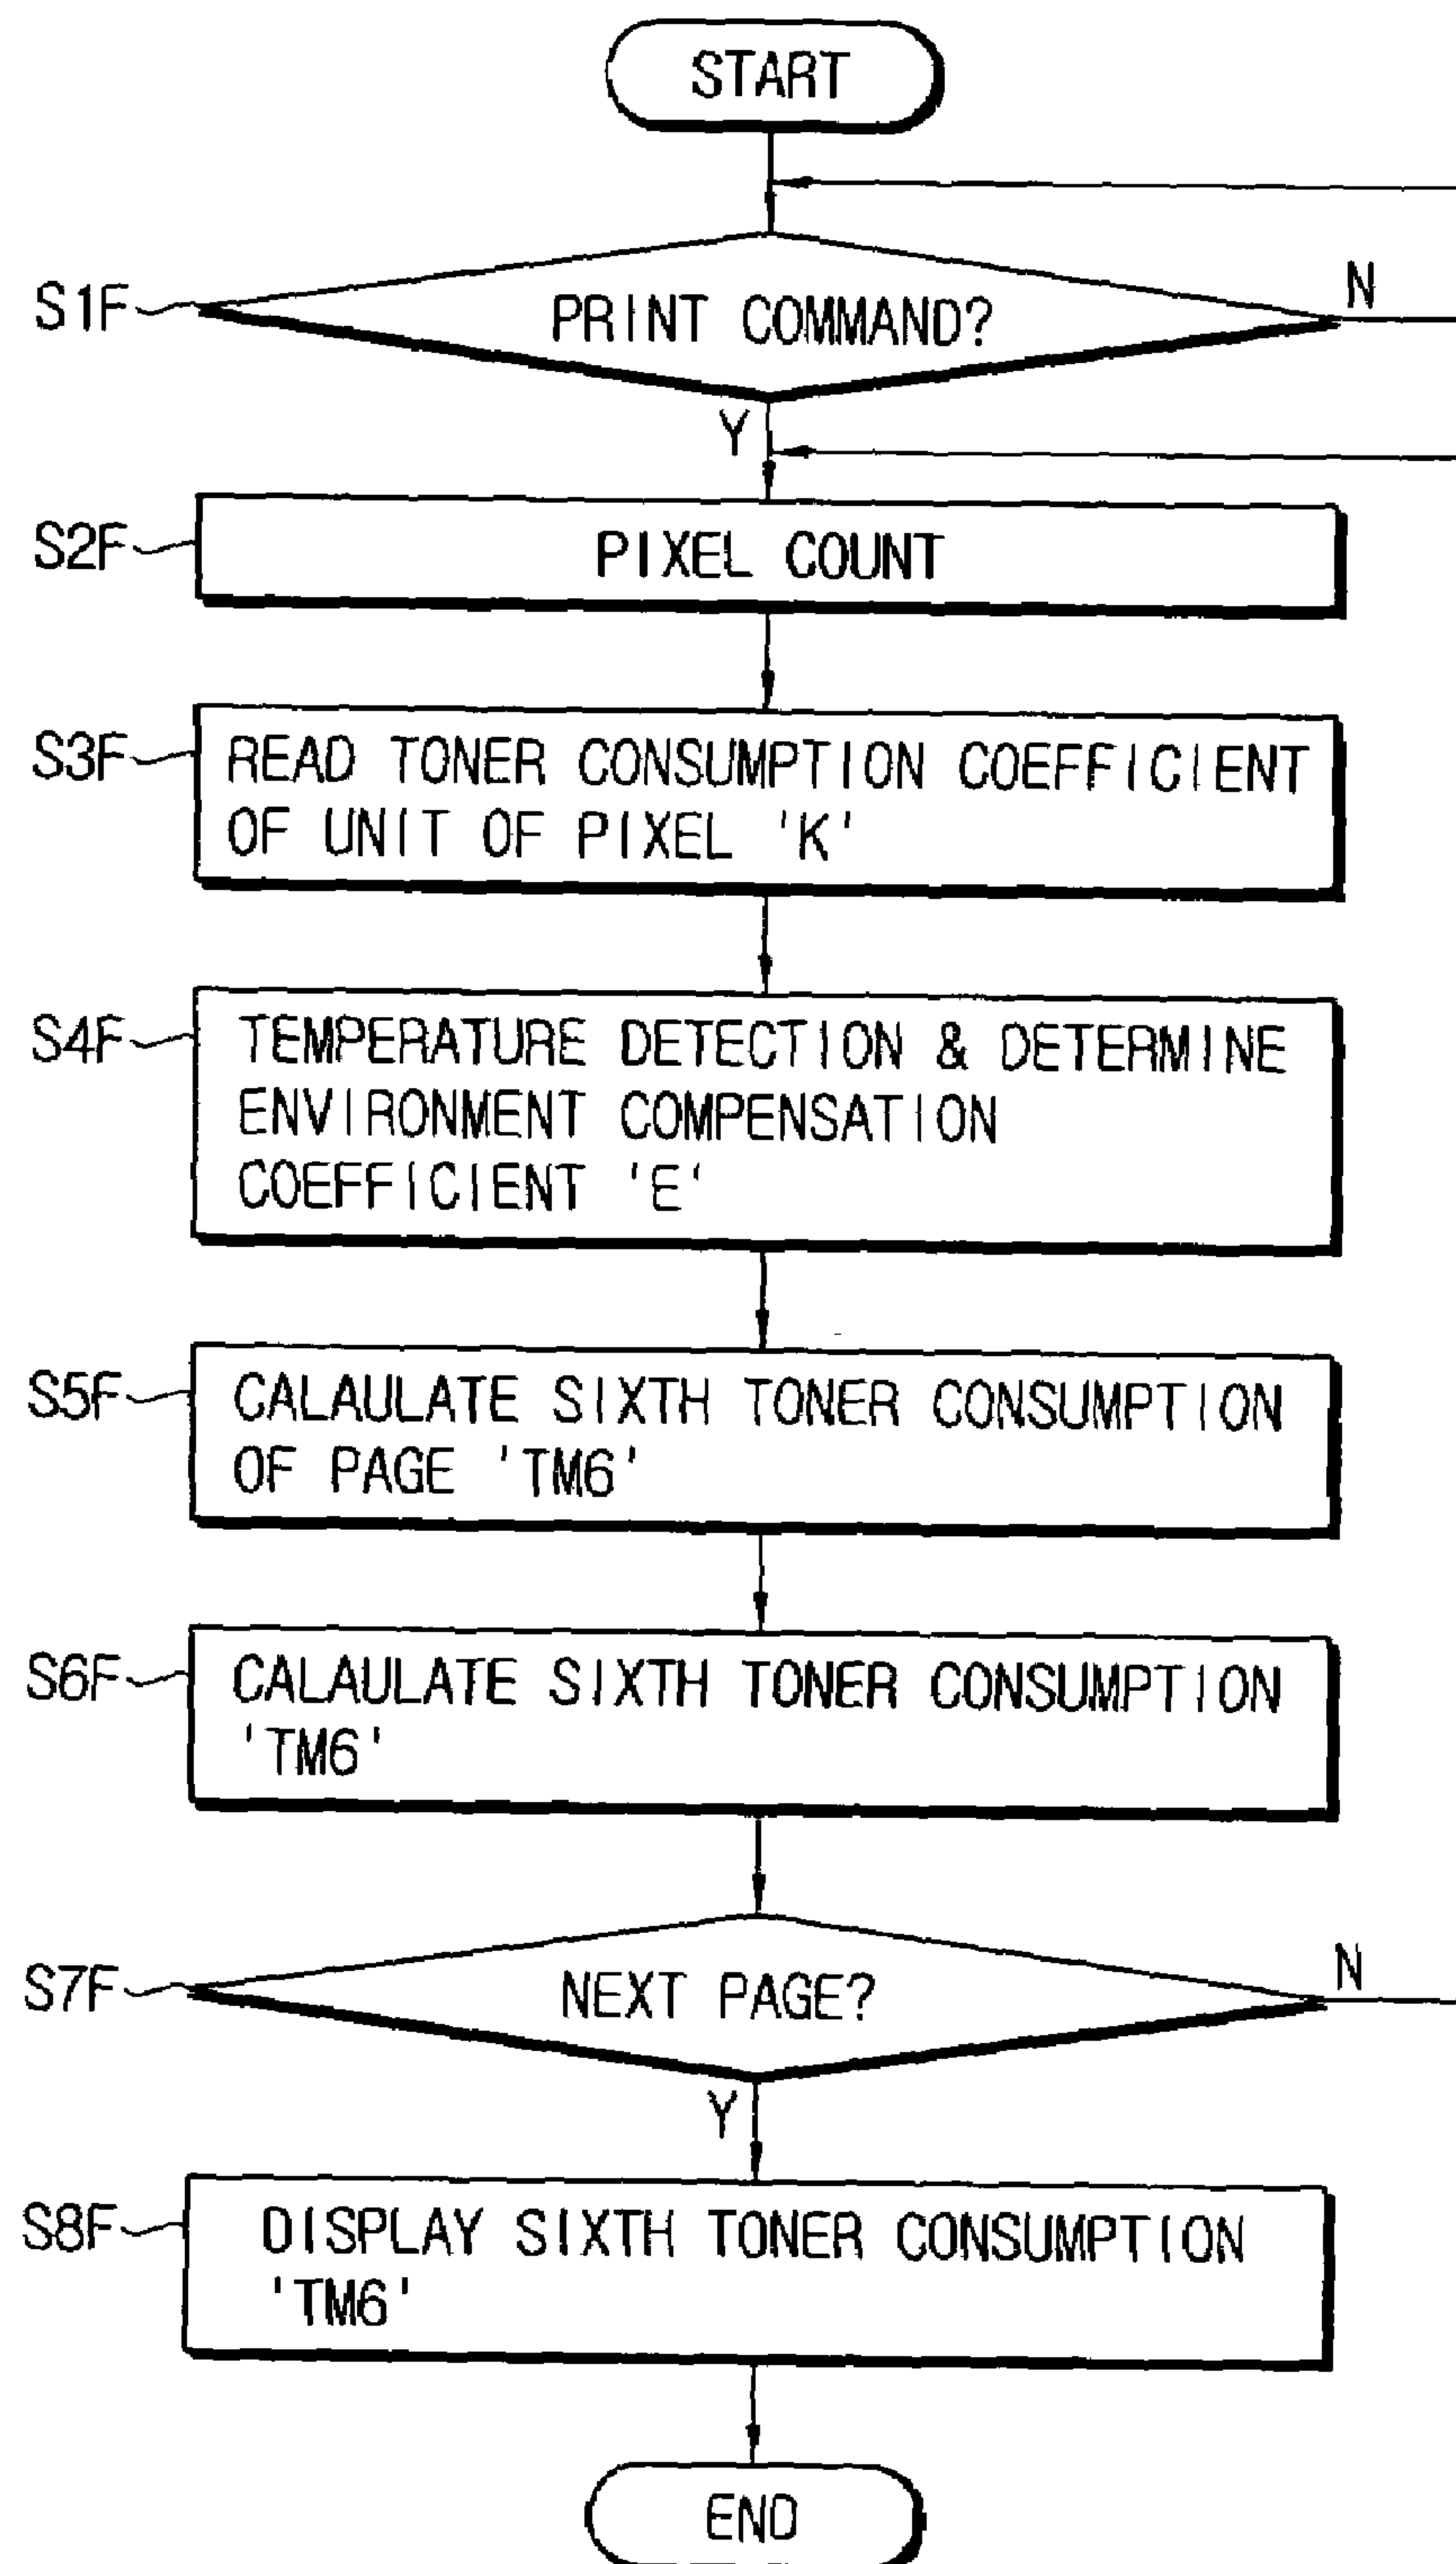 START
S1F
PRINT COMMAND?
N
Y
S2F
PIXEL COUNT
S3F
READ TONER CONSUMPTION COEFFICIENT
OF UNIT OF PIXEL 'K'
S4F
TEMPERATURE DETECTION & DETERMINE
ENVIRONMENT COMPENSATION
COEFFICIENT 'E'
S5F
CALAULATE SIXTH TONER CONSUMPTION
OF PAGE 'TM6'
S6F
CALAULATE SIXTH TONER CONSUMPTION
'TM6'
S7F
NEXT PAGE?
N
Y
S8F
DISPLAY SIXTH TONER CONSUMPTION
'TM6'
END